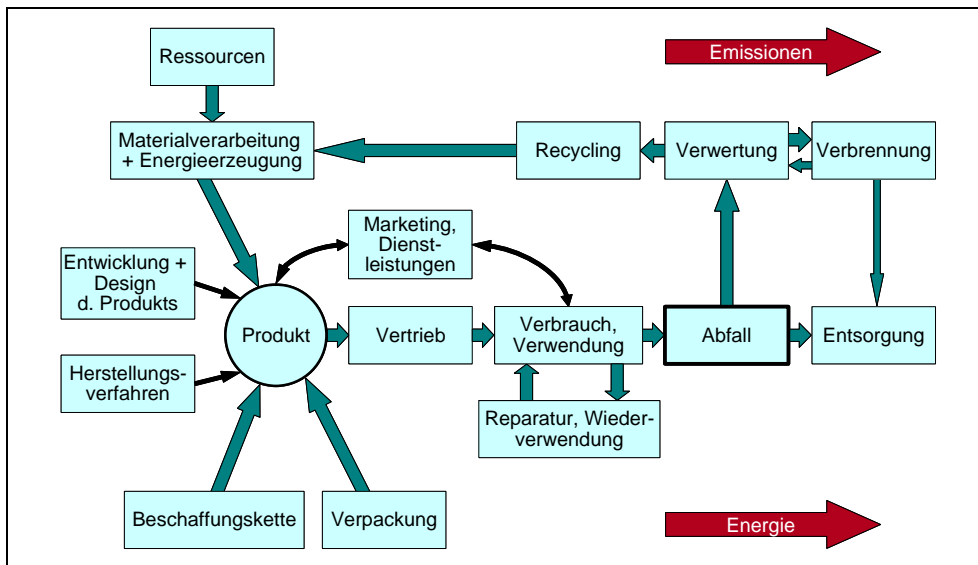 Ressourcen
Emissionen
Materialverarbeitung
+ Energieerzeugung
Recycling
Verwertung
Verbrennung
Marketing,
Dienst-
leistungen
Entwicklung +
Design
d. Produkts
Produkt
Vertrieb
Verbrauch,
Verwendung
Abfall
Entsorgung
Herstellungs-
verfahren
Reparatur, Wieder-
verwendung
Beschaffungskette
Verpackung
Energie